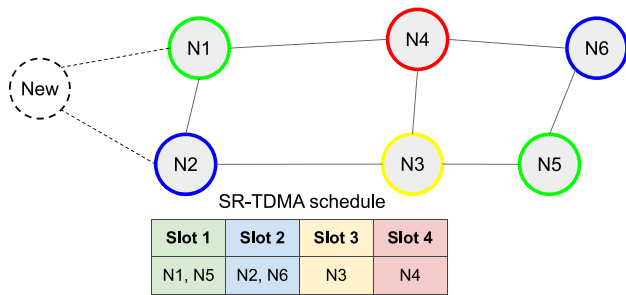 N1
N4
N6
New
N2
N3
N5
SR-TDMA schedule
Slot 1 Slot 2 Slot 3 Slot 4
N1, N5 N2, N6 N3 N4